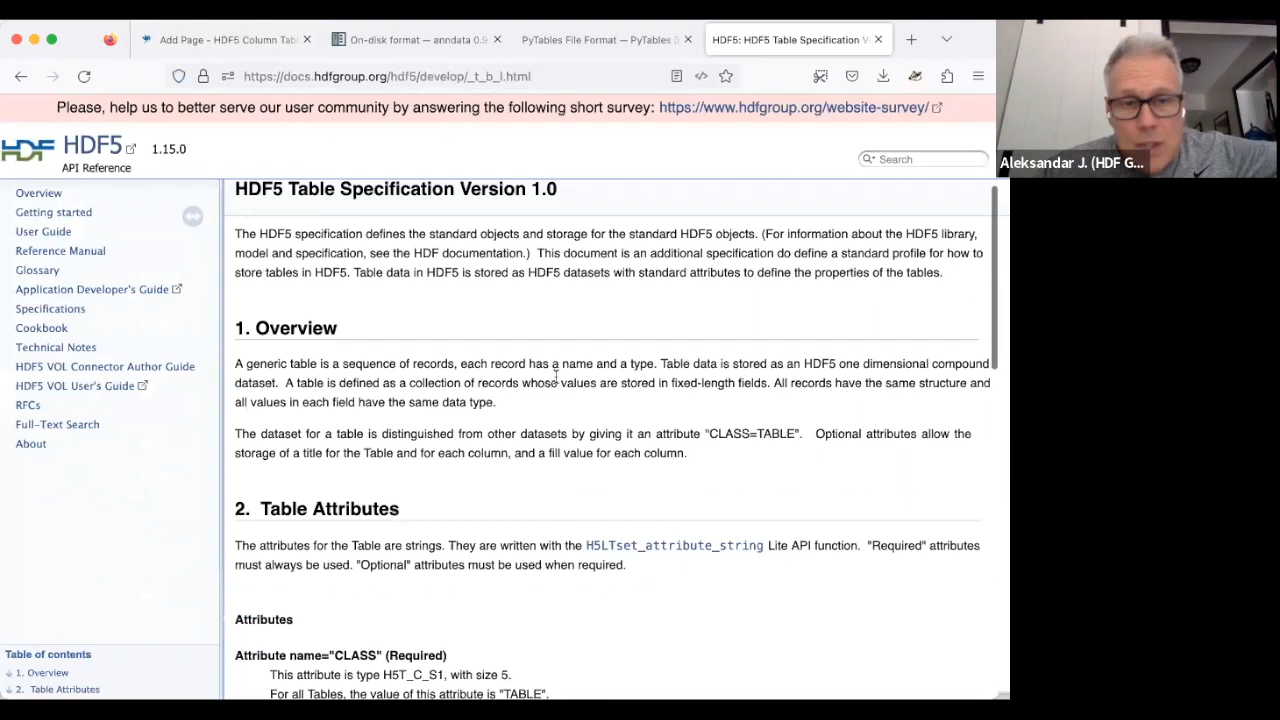 Add Page - HDF5 Column Tab
On-disk format — anndata 0.9
PyTables File Format — PyTables
HDF5: HDF5 Table Specification V
https://docs.hdfgroup.org/hdf5/develop/_t_b_l.html
Please, help us to better serve our user community by answering the following short survey: https://www.hdfgroup.org/website-survey/
HDF
HDF5 1.15.0
API Reference
Search
Aleksandar J. (HDF G...
Overview
Getting started
User Guide
Reference Manual
Glossary
Application Developer's Guide
Specifications
Cookbook
Technical Notes
HDF5 VOL Connector Author Guide
HDF5 VOL User's Guide
RFCs
Full-Text Search
About
Table of contents
1. Overview
2. Table Attributes
HDF5 Table Specification Version 1.0
The HDF5 specification defines the standard objects and storage for the standard HDF5 objects. (For information about the HDF5 library,
model and specification, see the HDF documentation.) This document is an additional specification do define a standard profile for how to
store tables in HDF5. Table data in HDF5 is stored as HDF5 datasets with standard attributes to define the properties of the tables.
1. Overview
A generic table is a sequence of records, each record has a name and a type. Table data is stored as an HDF5 one dimensional compound
dataset. A table is defined as a collection of records whose values are stored in fixed-length fields. All records have the same structure and
all values in each field have the same data type.
The dataset for a table is distinguished from other datasets by giving it an attribute "CLASS=TABLE". Optional attributes allow the
storage of a title for the Table and for each column, and a fill value for each column.
2. Table Attributes
The attributes for the Table are strings. They are written with the H5LTset_attribute_string Lite API function. "Required" attributes
must always be used. "Optional" attributes must be used when required.
Attributes
Attribute name="CLASS" (Required)
This attribute is type H5T_C_S1, with size 5.
For all Tables, the value of this attribute is "TABLE".